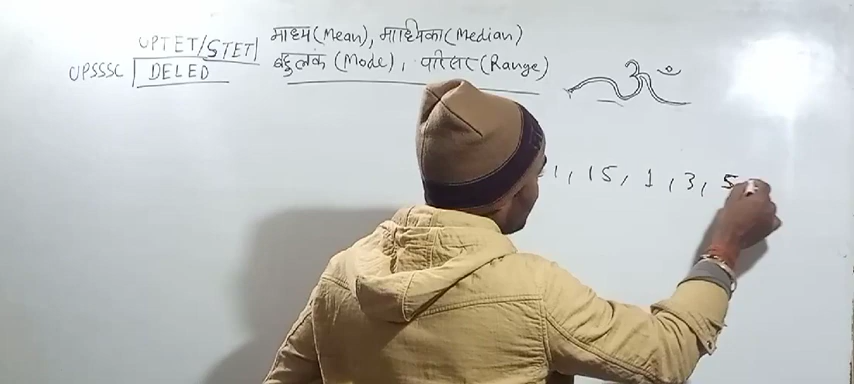 UPTET/STET माध्य (Mean), माध्यिका (Median)
UPSSSC DELED बहुलक (Mode), परिसर (Range)
ॐ
1, 15, 1, 3, 5